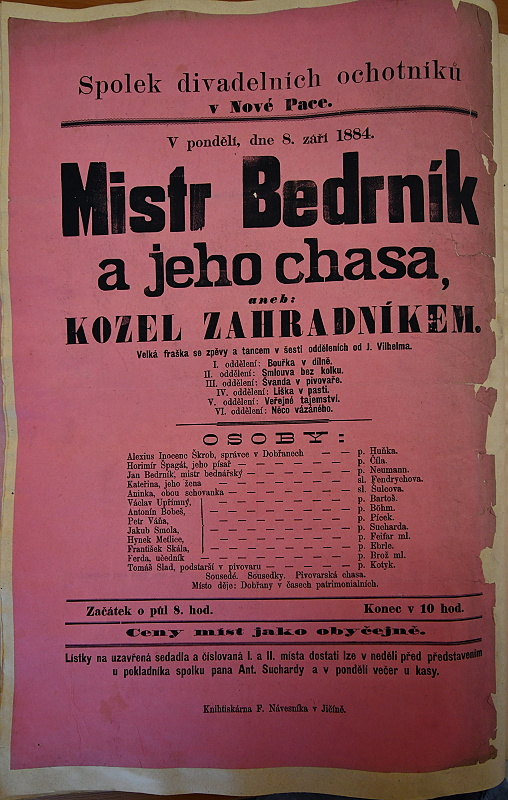 Spolek divadelních ochotníků
v Nové Pace.
V pondělí, dne 8. září 1884.
Mistr Bedrník
a jeho chasa,
aneb:
KOZEL ZAHRADNÍKEM.
Velká fraška se zpěvy a tancem v šesti odděleních od J. Vilhelma.
I. oddělení: Bouřka v dílně.
II. oddělení: Smlouva bez kolku.
III. oddělení: Švanda v pivovaře.
IV. oddělení: Liška v pasti.
V. oddělení: Veřejné tajemství.
VI. oddělení: Něco vázaného.
OSOBY:
Alexius Inocenc Škrob, správce v Dobřanech — — — p. Huňka.
Horimír Špagát, jeho písař — — — — — — p. Číla.
Jan Bedrník, mistr bednářský — — — — — — p. Neumann.
Kateřina, jeho žena — — — — — — — sl. Fendrychova.
Aninka, obou schovanka — — — — — — sl. Šulcova.
Václav Upřímný, — — — — — — — p. Bartoš.
Antonín Bobeš, — — — — — — — p. Böhm.
Petr Váňa, — — — — — — — p. Picek.
Jakub Smola, — — — — — — — p. Sucharda.
Hynek Metlice, — — — — — — — p. Feifar ml.
František Skála, — — — — — — — p. Ebrle.
Ferda, učedník — — — — — — — — p. Brož ml.
Tomáš Slad, podstarší v pivovaru — — — — — p. Kotyk.
Sousedé. Sousedky. Pivovarská chasa.
Místo děje: Dobřany v časech patrimonialních.
Začátek o půl 8. hod. Konec v 10 hod.
Ceny míst jako obyčejně.
Lístky na uzavřená sedadla a číslovaná I. a II. místa dostati lze v neděli před představením
u pokladníka spolku pana Ant. Suchardy a v pondělí večer u kasy.
Knihtiskárna F. Návesníka v Jičíně.